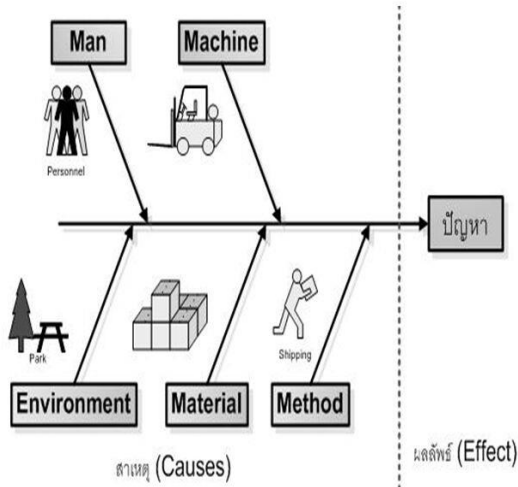 Man
Machine
Personnel
ปัญหา
Park
Shipping
Environment
Material
Method
สาเหตุ (Causes)
ผลลัพธ์ (Effect)